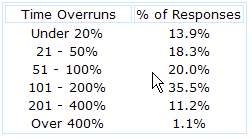 Time Overruns % of Responses
Under 20% 13.9%
21 - 50% 18.3%
51 - 100% 20.0%
101 - 200% 35.5%
201 - 400% 11.2%
Over 400% 1.1%